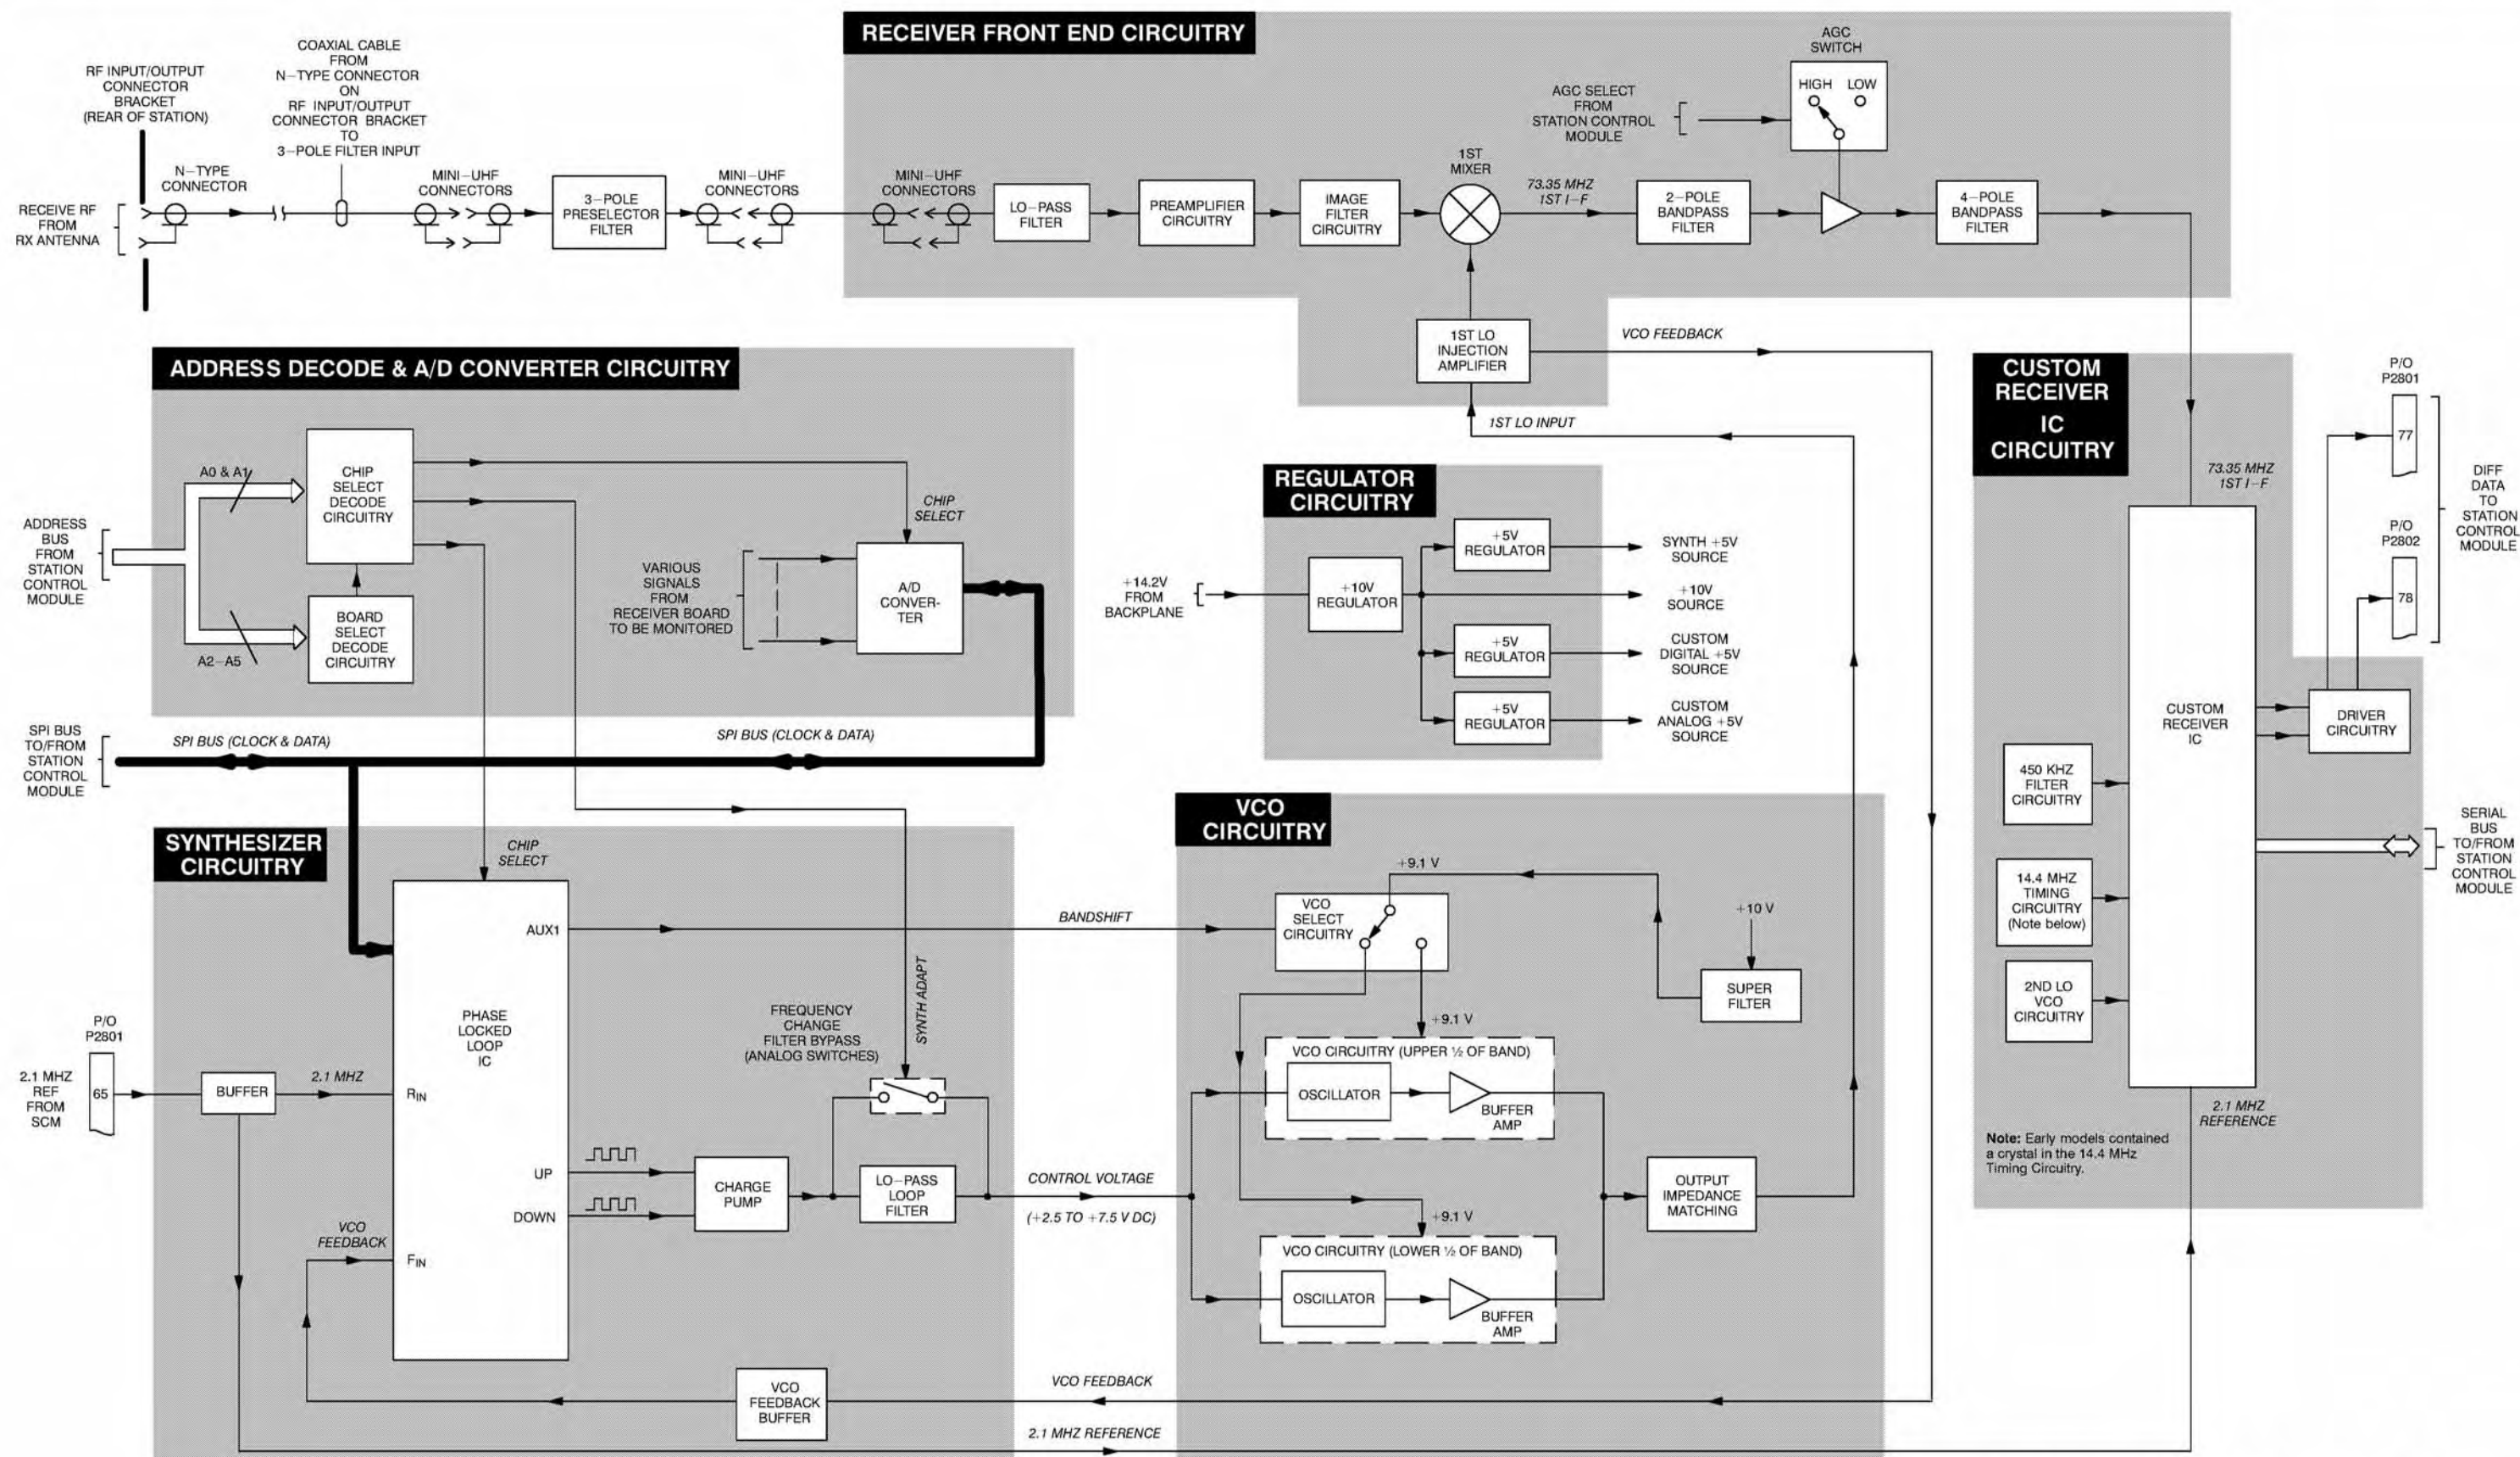 RECEIVER FRONT END CIRCUITRY
RF INPUT/OUTPUT
CONNECTOR
BRACKET
(REAR OF STATION)
COAXIAL CABLE
FROM
N-TYPE CONNECTOR
ON
RF INPUT/OUTPUT
CONNECTOR BRACKET
TO
3-POLE FILTER INPUT
N-TYPE
CONNECTOR
RECEIVE RF
FROM
RX ANTENNA
MINI-UHF
CONNECTORS
3-POLE
PRESELECTOR
FILTER
MINI-UHF
CONNECTORS
MINI-UHF
CONNECTORS
LO-PASS
FILTER
PREAMPLIFIER
CIRCUITRY
IMAGE
FILTER
CIRCUITRY
1ST
MIXER
73.35 MHZ
1ST I-F
2-POLE
BANDPASS
FILTER
AGC SELECT
FROM
STATION CONTROL
MODULE
AGC
SWITCH
HIGH LOW
4-POLE
BANDPASS
FILTER
1ST LO
INJECTION
AMPLIFIER
VCO FEEDBACK
1ST LO INPUT
ADDRESS DECODE & A/D CONVERTER CIRCUITRY
ADDRESS
BUS
FROM
STATION
CONTROL
MODULE
A0 & A1
A2-A5
CHIP
SELECT
DECODE
CIRCUITRY
BOARD
SELECT
DECODE
CIRCUITRY
CHIP
SELECT
VARIOUS
SIGNALS
FROM
RECEIVER BOARD
TO BE MONITORED
A/D
CONVER-
TER
SPI BUS
TO/FROM
STATION
CONTROL
MODULE
SPI BUS (CLOCK & DATA)
SPI BUS (CLOCK & DATA)
REGULATOR
CIRCUITRY
+14.2V
FROM
BACKPLANE
+10V
REGULATOR
+5V
REGULATOR
SYNTH +5V
SOURCE
+10V
SOURCE
+5V
REGULATOR
CUSTOM
DIGITAL +5V
SOURCE
+5V
REGULATOR
CUSTOM
ANALOG +5V
SOURCE
CUSTOM
RECEIVER
IC
CIRCUITRY
73.35 MHZ
1ST I-F
P/O
P2801
77
P/O
P2802
78
DIFF
DATA
TO
STATION
CONTROL
MODULE
CUSTOM
RECEIVER
IC
DRIVER
CIRCUITRY
450 KHZ
FILTER
CIRCUITRY
14.4 MHZ
TIMING
CIRCUITRY
(Note below)
2ND LO
VCO
CIRCUITRY
SERIAL
BUS
TO/FROM
STATION
CONTROL
MODULE
2.1 MHZ
REFERENCE
Note: Early models contained
a crystal in the 14.4 MHz
Timing Circuitry.
SYNTHESIZER
CIRCUITRY
CHIP
SELECT
AUX1
PHASE
LOCKED
LOOP
IC
P/O
P2801
2.1 MHZ
REF
FROM
SCM
65
BUFFER
2.1 MHZ
RIN
UP
DOWN
VCO
FEEDBACK
FIN
FREQUENCY
CHANGE
FILTER BYPASS
(ANALOG SWITCHES)
SYNTH ADAPT
CHARGE
PUMP
LO-PASS
LOOP
FILTER
CONTROL VOLTAGE
(+2.5 TO +7.5 V DC)
BANDSHIFT
VCO
FEEDBACK
BUFFER
VCO FEEDBACK
2.1 MHZ REFERENCE
VCO
CIRCUITRY
+9.1 V
VCO
SELECT
CIRCUITRY
+10 V
SUPER
FILTER
+9.1 V
VCO CIRCUITRY (UPPER ½ OF BAND)
OSCILLATOR
BUFFER
AMP
OUTPUT
IMPEDANCE
MATCHING
+9.1 V
VCO CIRCUITRY (LOWER ½ OF BAND)
OSCILLATOR
BUFFER
AMP